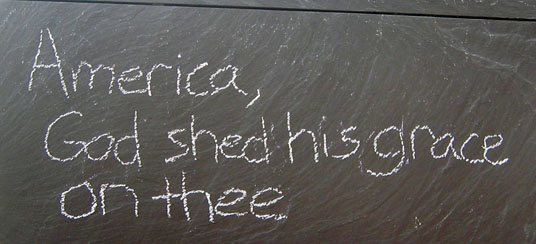 America,
God shed his grace
on thee